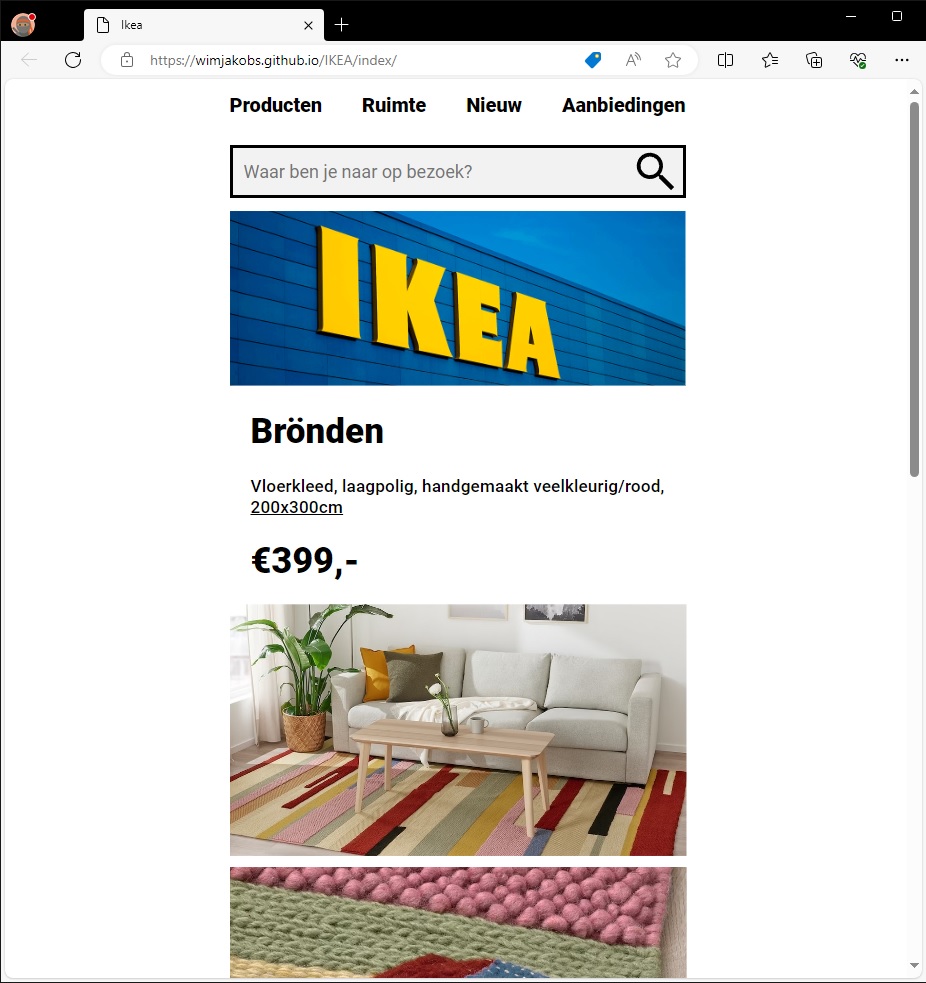 Ikea
https://wimjakobs.github.io/IKEA/index/
Producten Ruimte Nieuw Aanbiedingen
Waar ben je naar op bezoek?
IKEA
Brönden
Vloerkleed, laagpolig, handgemaakt veelkleurig/rood,
200x300cm
€399,-